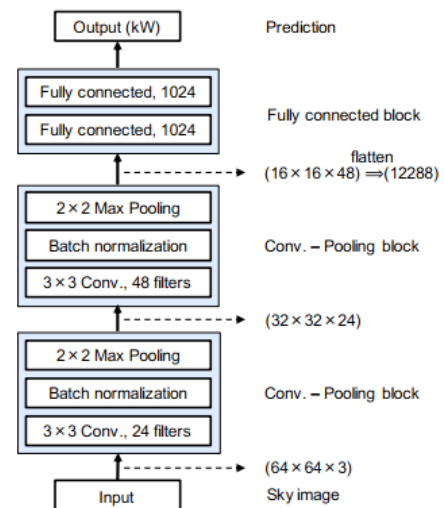 Output (kW) Prediction
Fully connected, 1024
Fully connected, 1024
Fully connected block
flatten
(16 × 16 × 48) ⟹(12288)
2 × 2 Max Pooling
Batch normalization Conv. – Pooling block
3 × 3 Conv., 48 filters
(32 × 32 × 24)
2 × 2 Max Pooling
Batch normalization Conv. – Pooling block
3 × 3 Conv., 24 filters
(64 × 64 × 3)
Input Sky image